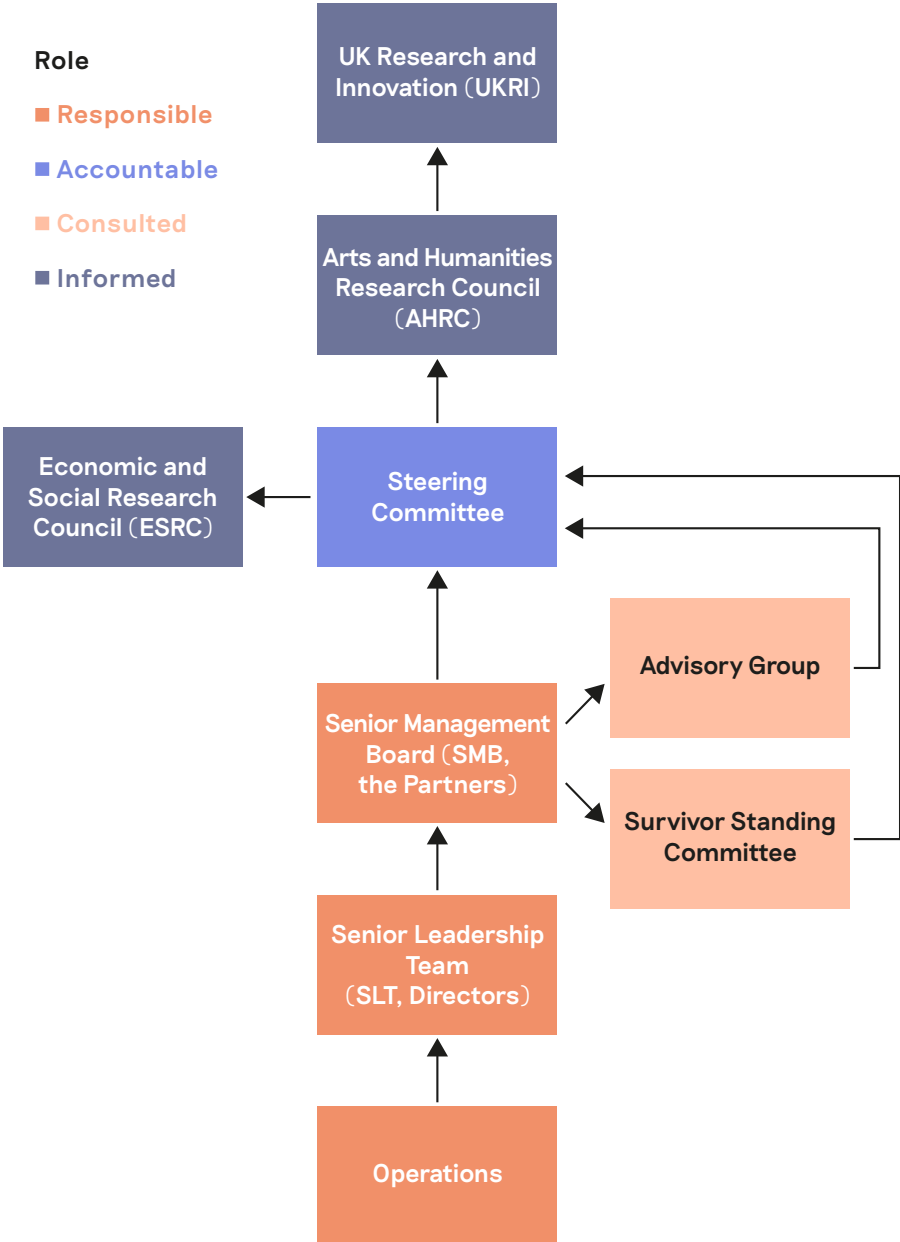 Role
Responsible
Accountable
Consulted
Informed
UK Research and
Innovation (UKRI)
Arts and Humanities
Research Council
(AHRC)
Economic and
Social Research
Council (ESRC)
Steering
Committee
Advisory Group
Senior Management
Board (SMB,
the Partners)
Survivor Standing
Committee
Senior Leadership
Team
(SLT, Directors)
Operations